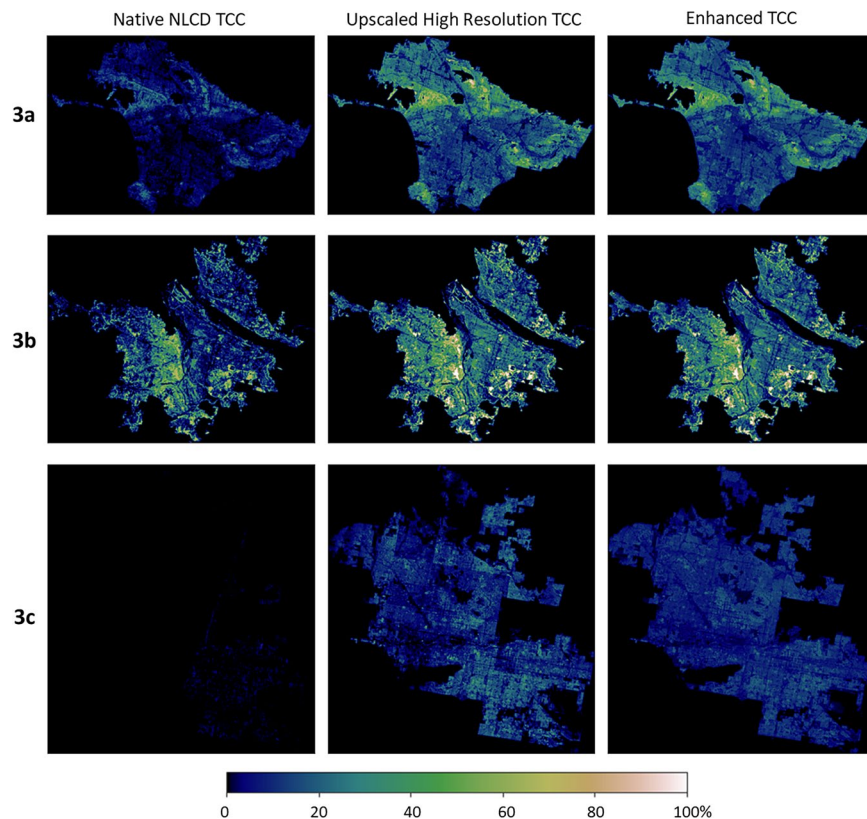 Native NLCD TCC Upscaled High Resolution TCC Enhanced TCC
3a
3b
3c
0 20 40 60 80 100%